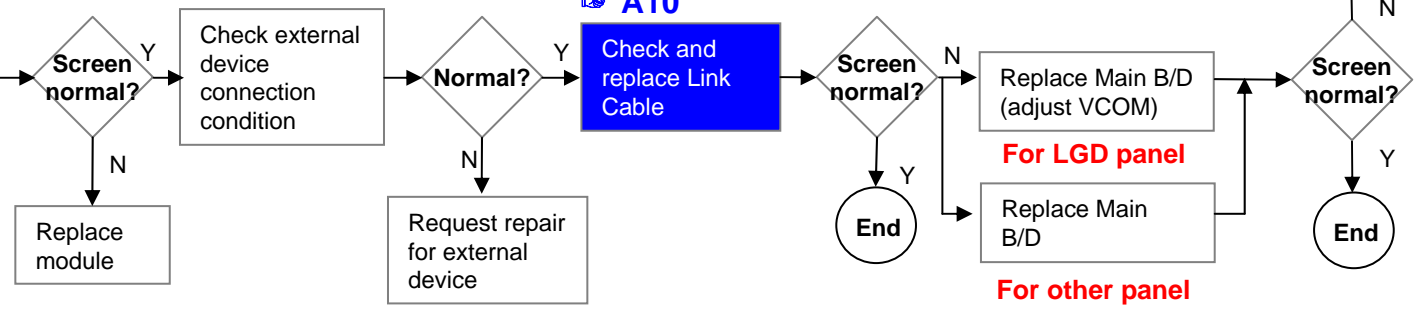 A10
N
Screen
normal?
Y
Check external
device
connection
condition
Normal?
Y
Check and
replace Link
Cable
Screen
normal?
N
Replace Main B/D
(adjust VCOM)
Screen
normal?
N
N
For LGD panel
Y
Y
Replace
module
Request repair
for external
device
End
Replace Main
B/D
End
For other panel